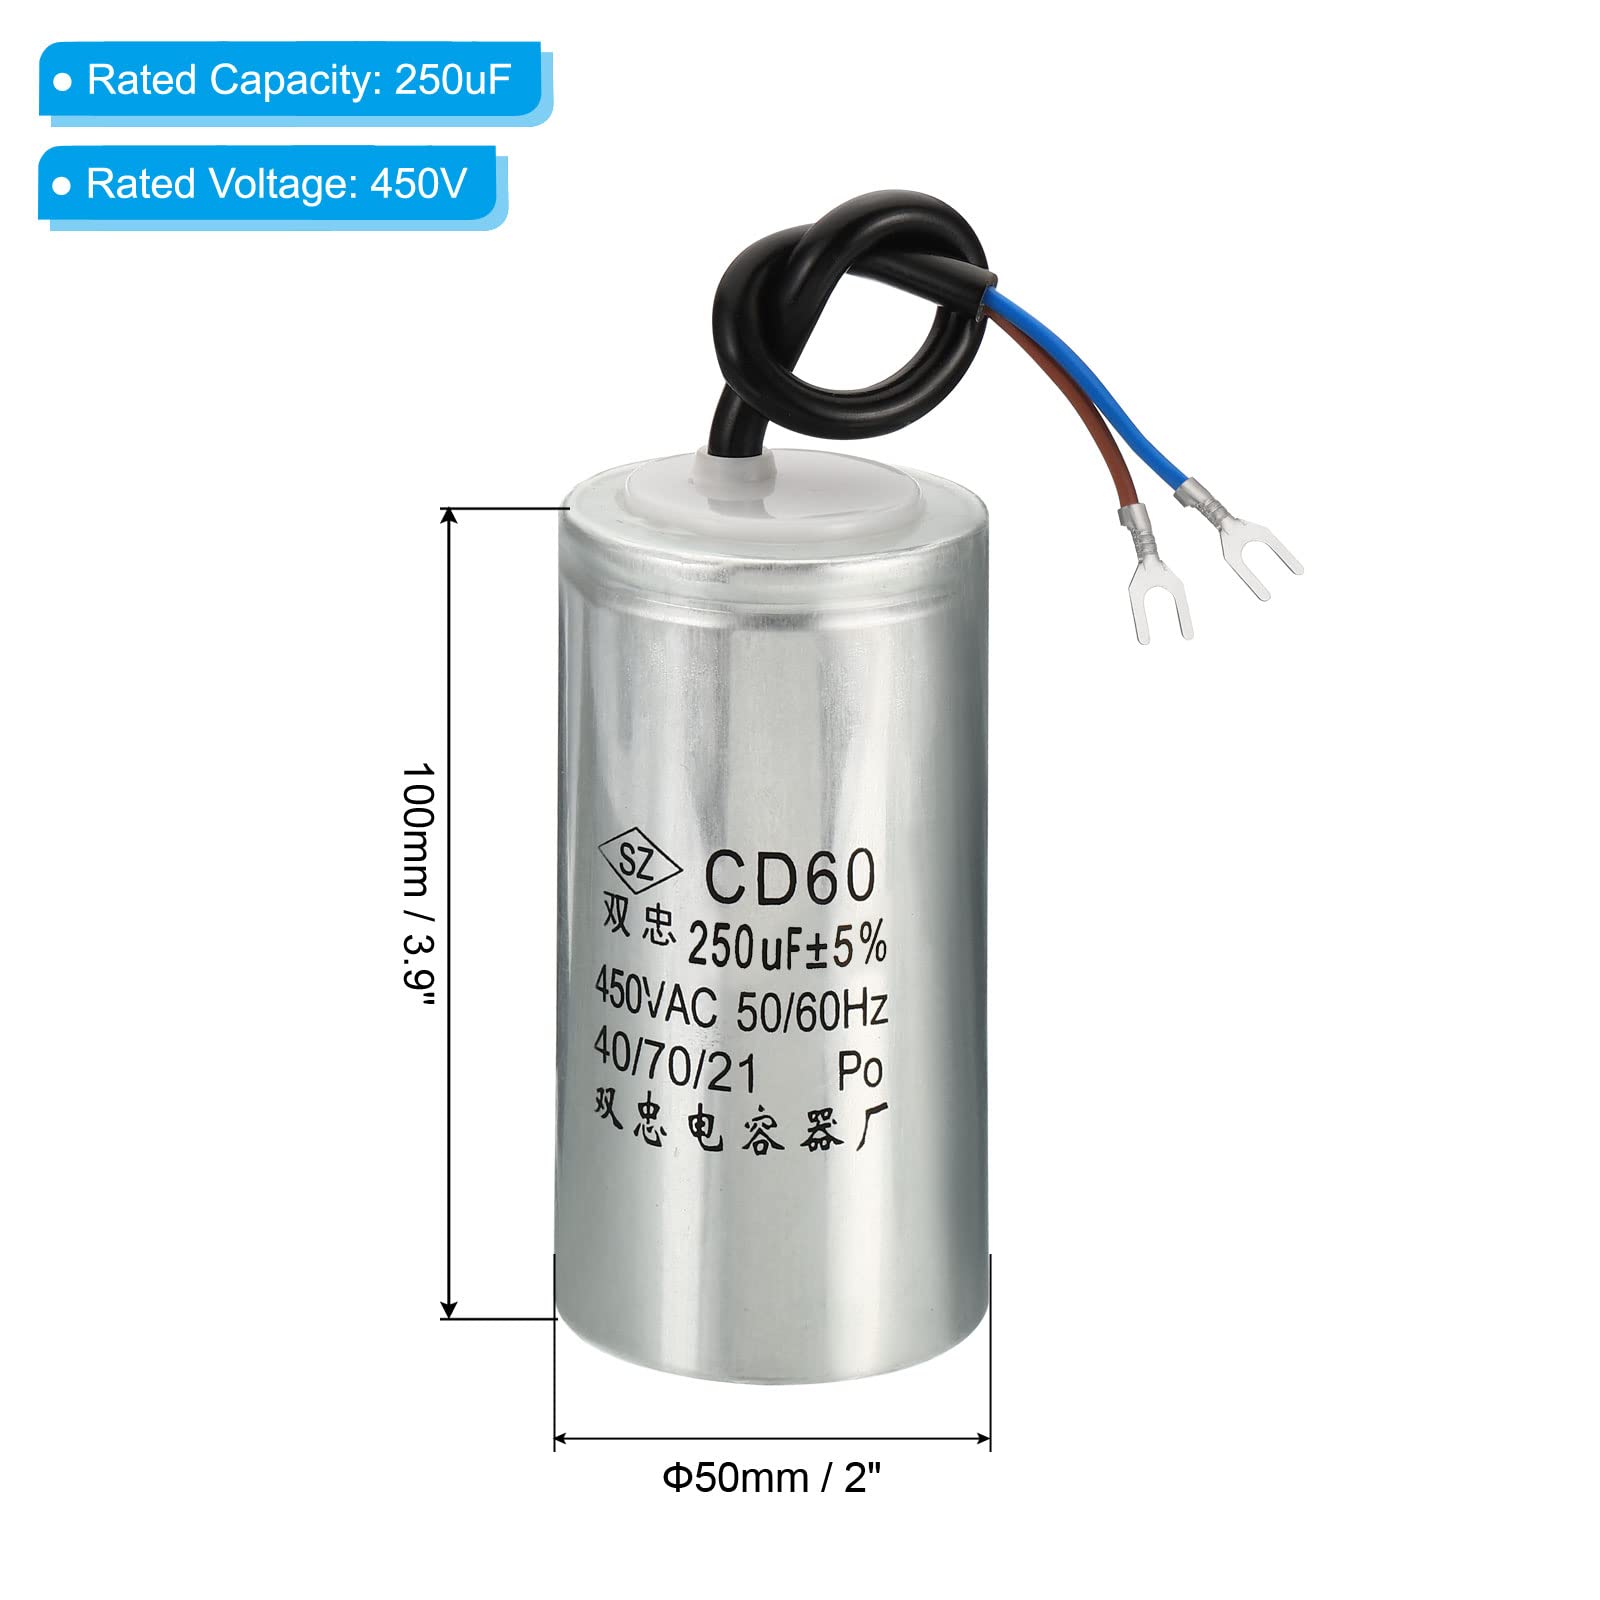 Rated Capacity: 250uF
Rated Voltage: 450V
100mm / 3.9"
SZ CD60
双忠 250uF±5%
450VAC 50/60Hz
40/70/21 Po
双忠电容器厂
Φ50mm / 2"